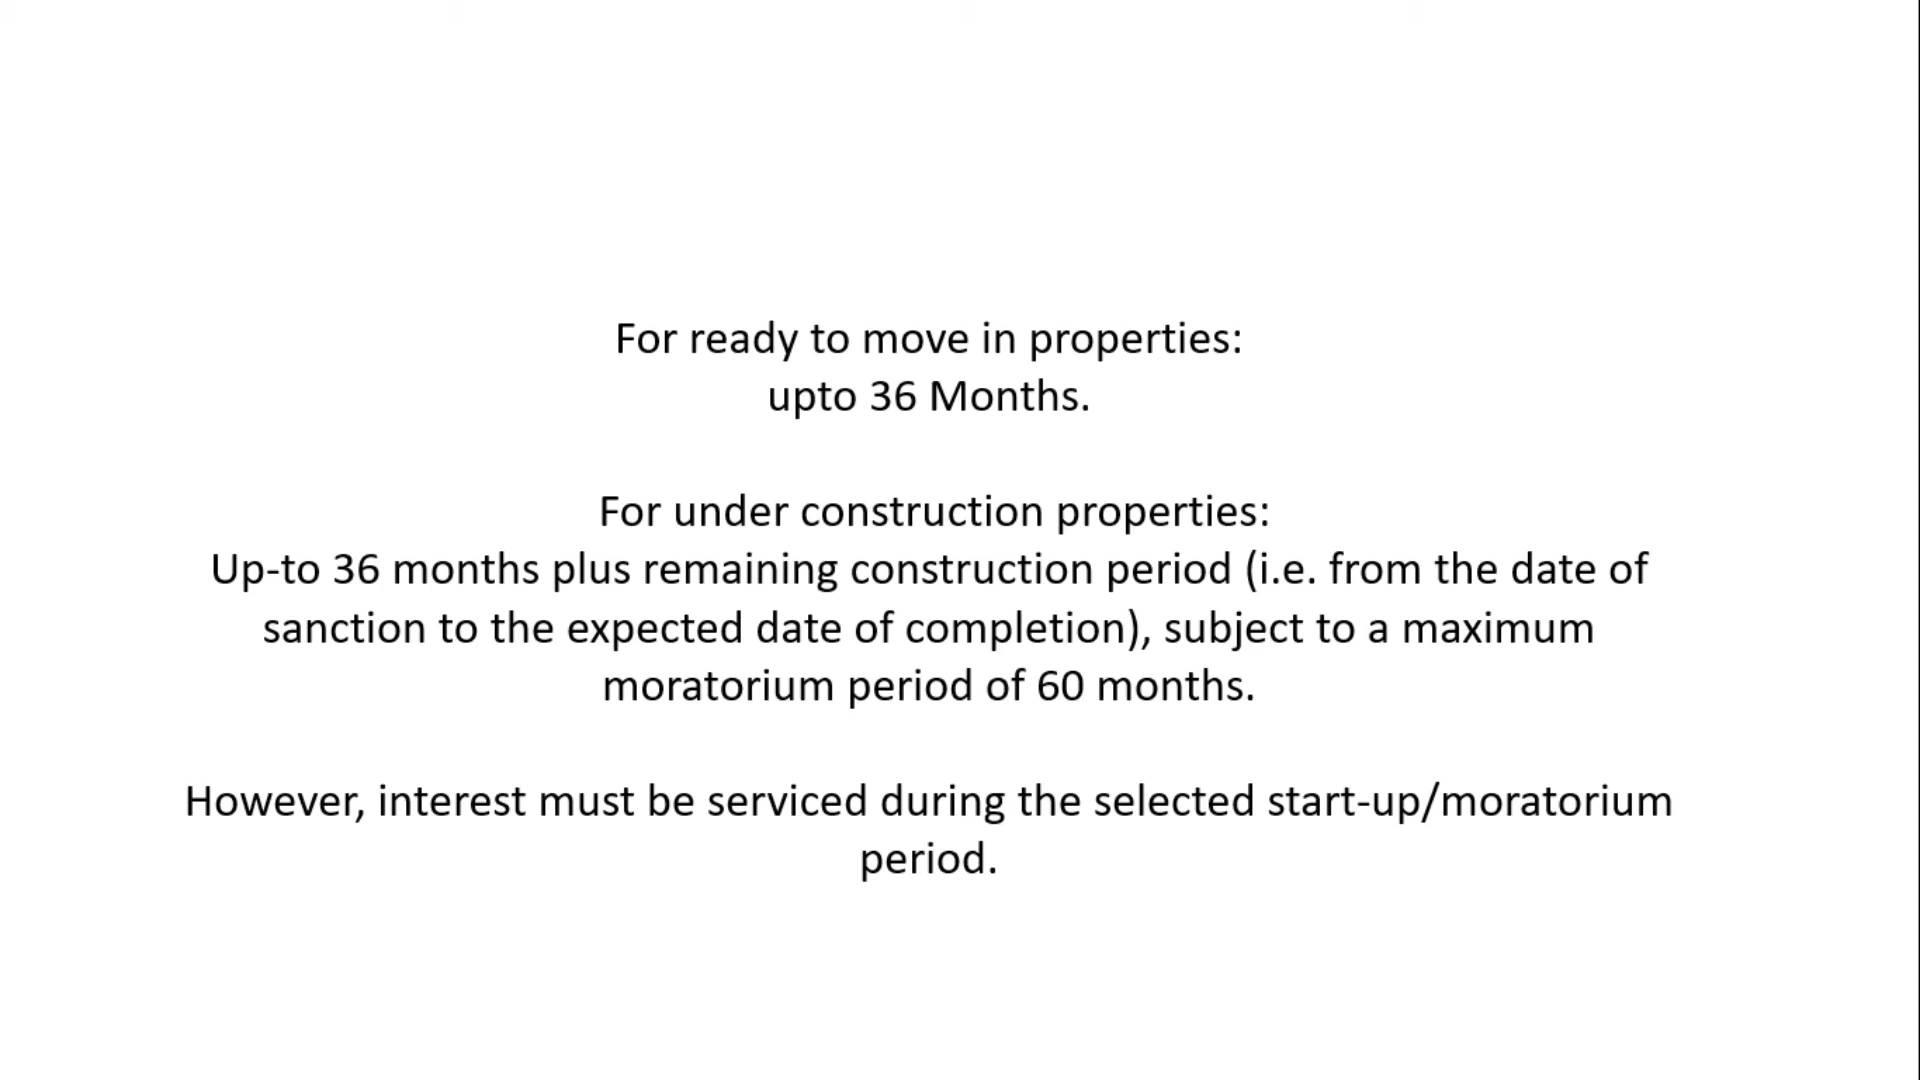 For ready to move in properties:
upto 36 Months.
For under construction properties:
Up-to 36 months plus remaining construction period (i.e. from the date of
sanction to the expected date of completion), subject to a maximum
moratorium period of 60 months.
However, interest must be serviced during the selected start-up/moratorium
period.